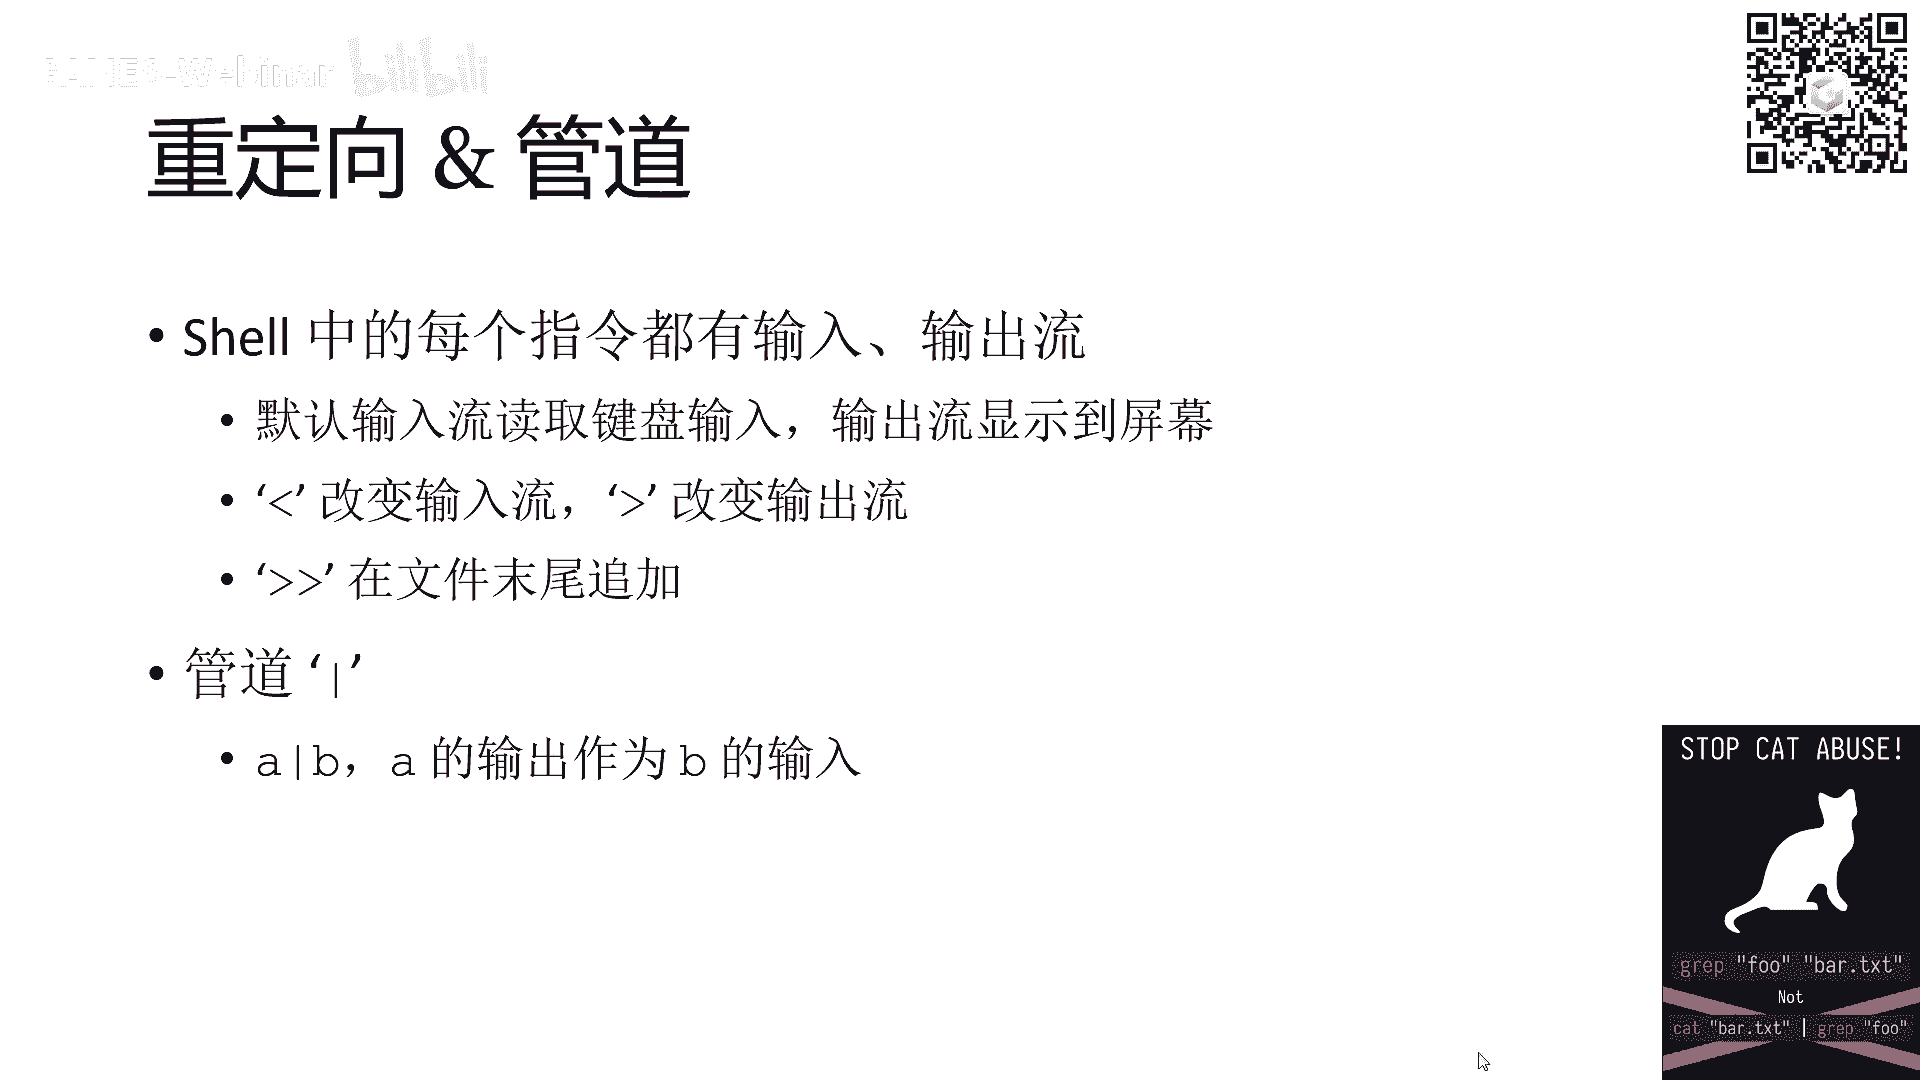 bilibili
重定向 & 管道
• Shell 中的每个指令都有输入、输出流
• 默认输入流读取键盘输入，输出流显示到屏幕
• ‘<’ 改变输入流，‘>’ 改变输出流
• ‘>>’ 在文件末尾追加
• 管道 ‘|’
• a|b，a 的输出作为 b 的输入
STOP CAT ABUSE!
grep "foo" "bar.txt"
Not
cat "bar.txt" | grep "foo"